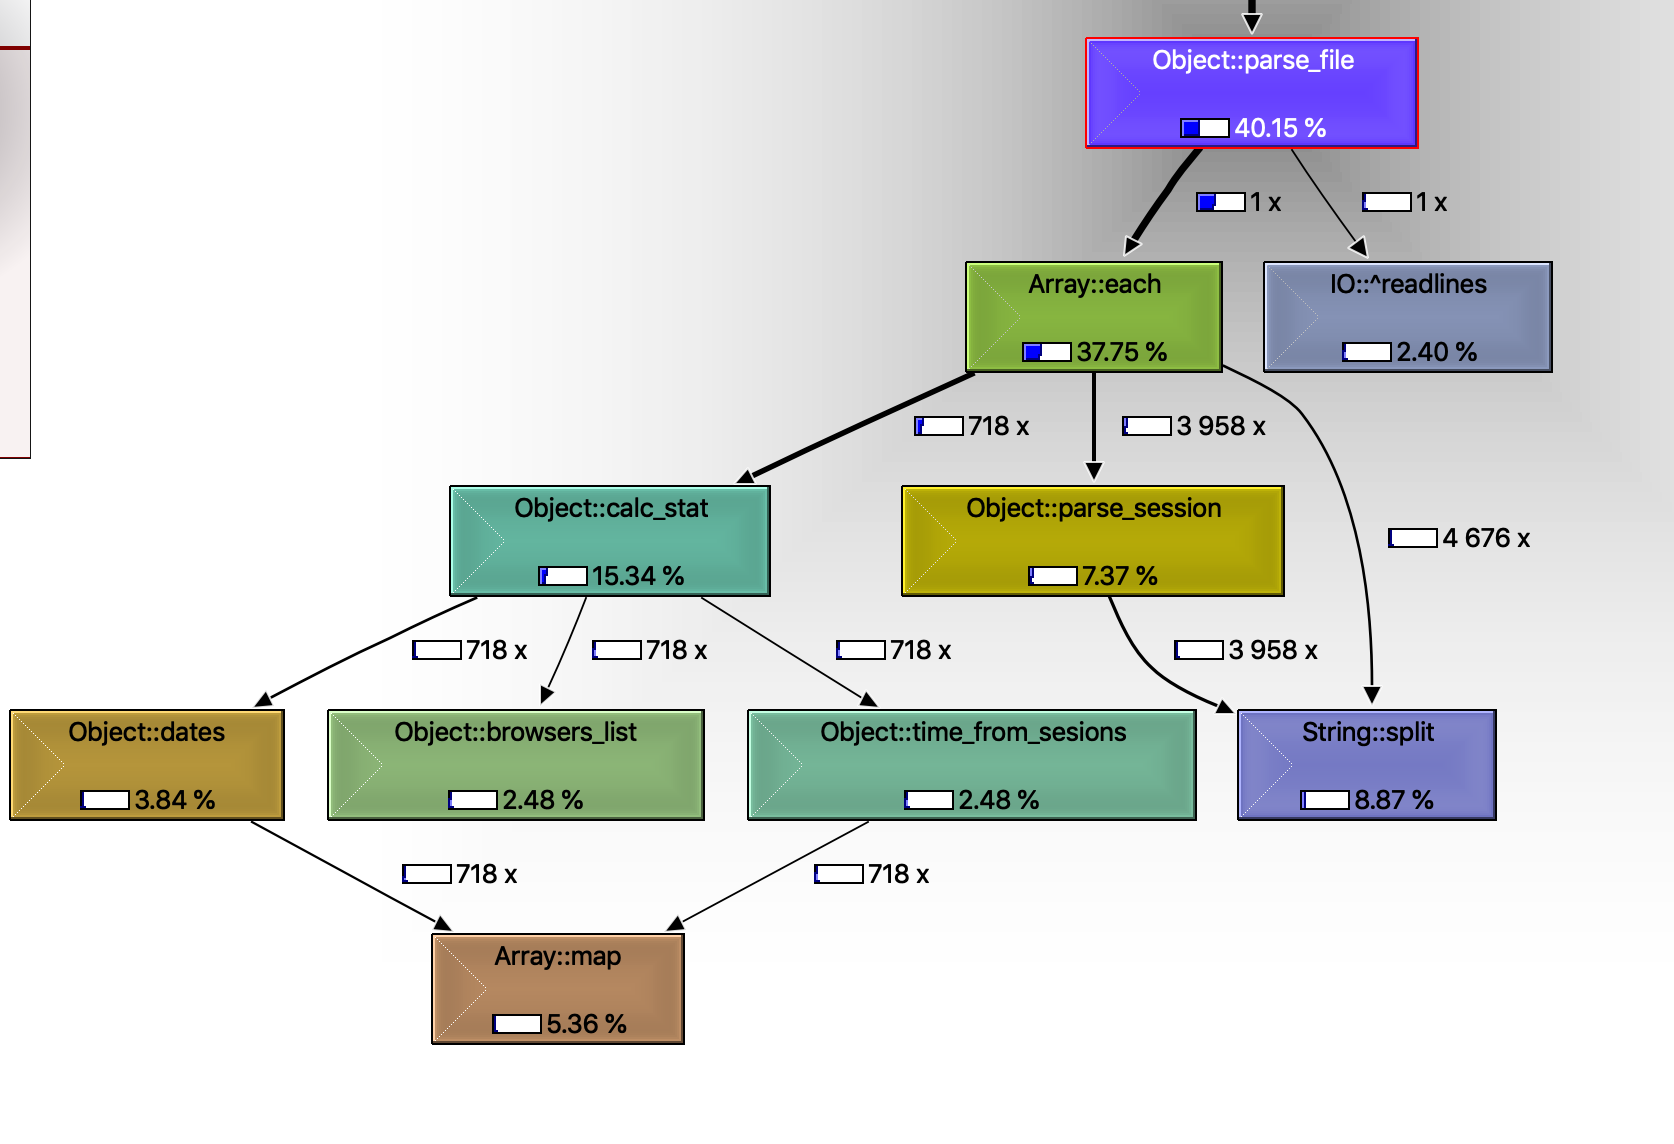 Object::parse_file
40.15 %
1 x
1 x
Array::each
37.75 %
IO::^readlines
2.40 %
718 x
3 958 x
4 676 x
Object::calc_stat
15.34 %
Object::parse_session
7.37 %
718 x
718 x
718 x
3 958 x
Object::dates
3.84 %
Object::browsers_list
2.48 %
Object::time_from_sesions
2.48 %
String::split
8.87 %
718 x
718 x
Array::map
5.36 %